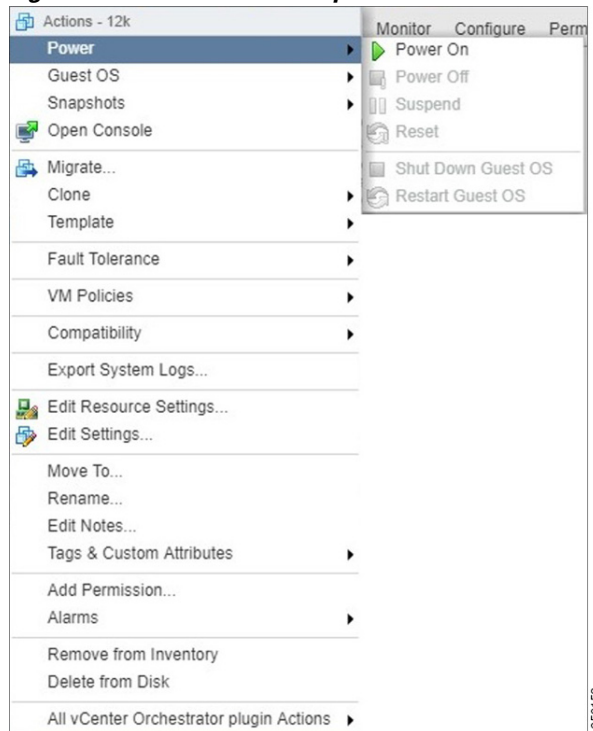 Actions - 12k
Monitor Configure Perm
Power
Power On
Guest OS
Power Off
Snapshots
Suspend
Open Console
Reset
Migrate...
Shut Down Guest OS
Clone
Restart Guest OS
Template
Fault Tolerance
VM Policies
Compatibility
Export System Logs...
Edit Resource Settings...
Edit Settings...
Move To...
Rename...
Edit Notes...
Tags & Custom Attributes
Add Permission...
Alarms
Remove from Inventory
Delete from Disk
All vCenter Orchestrator plugin Actions